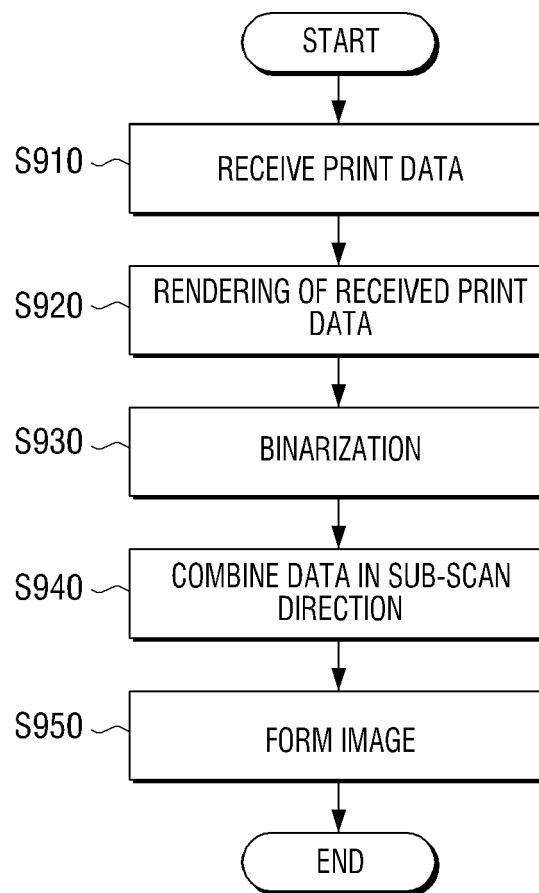 START
S910
RECEIVE PRINT DATA
S920
RENDERING OF RECEIVED PRINT
DATA
S930
BINARIZATION
S940
COMBINE DATA IN SUB-SCAN
DIRECTION
S950
FORM IMAGE
END